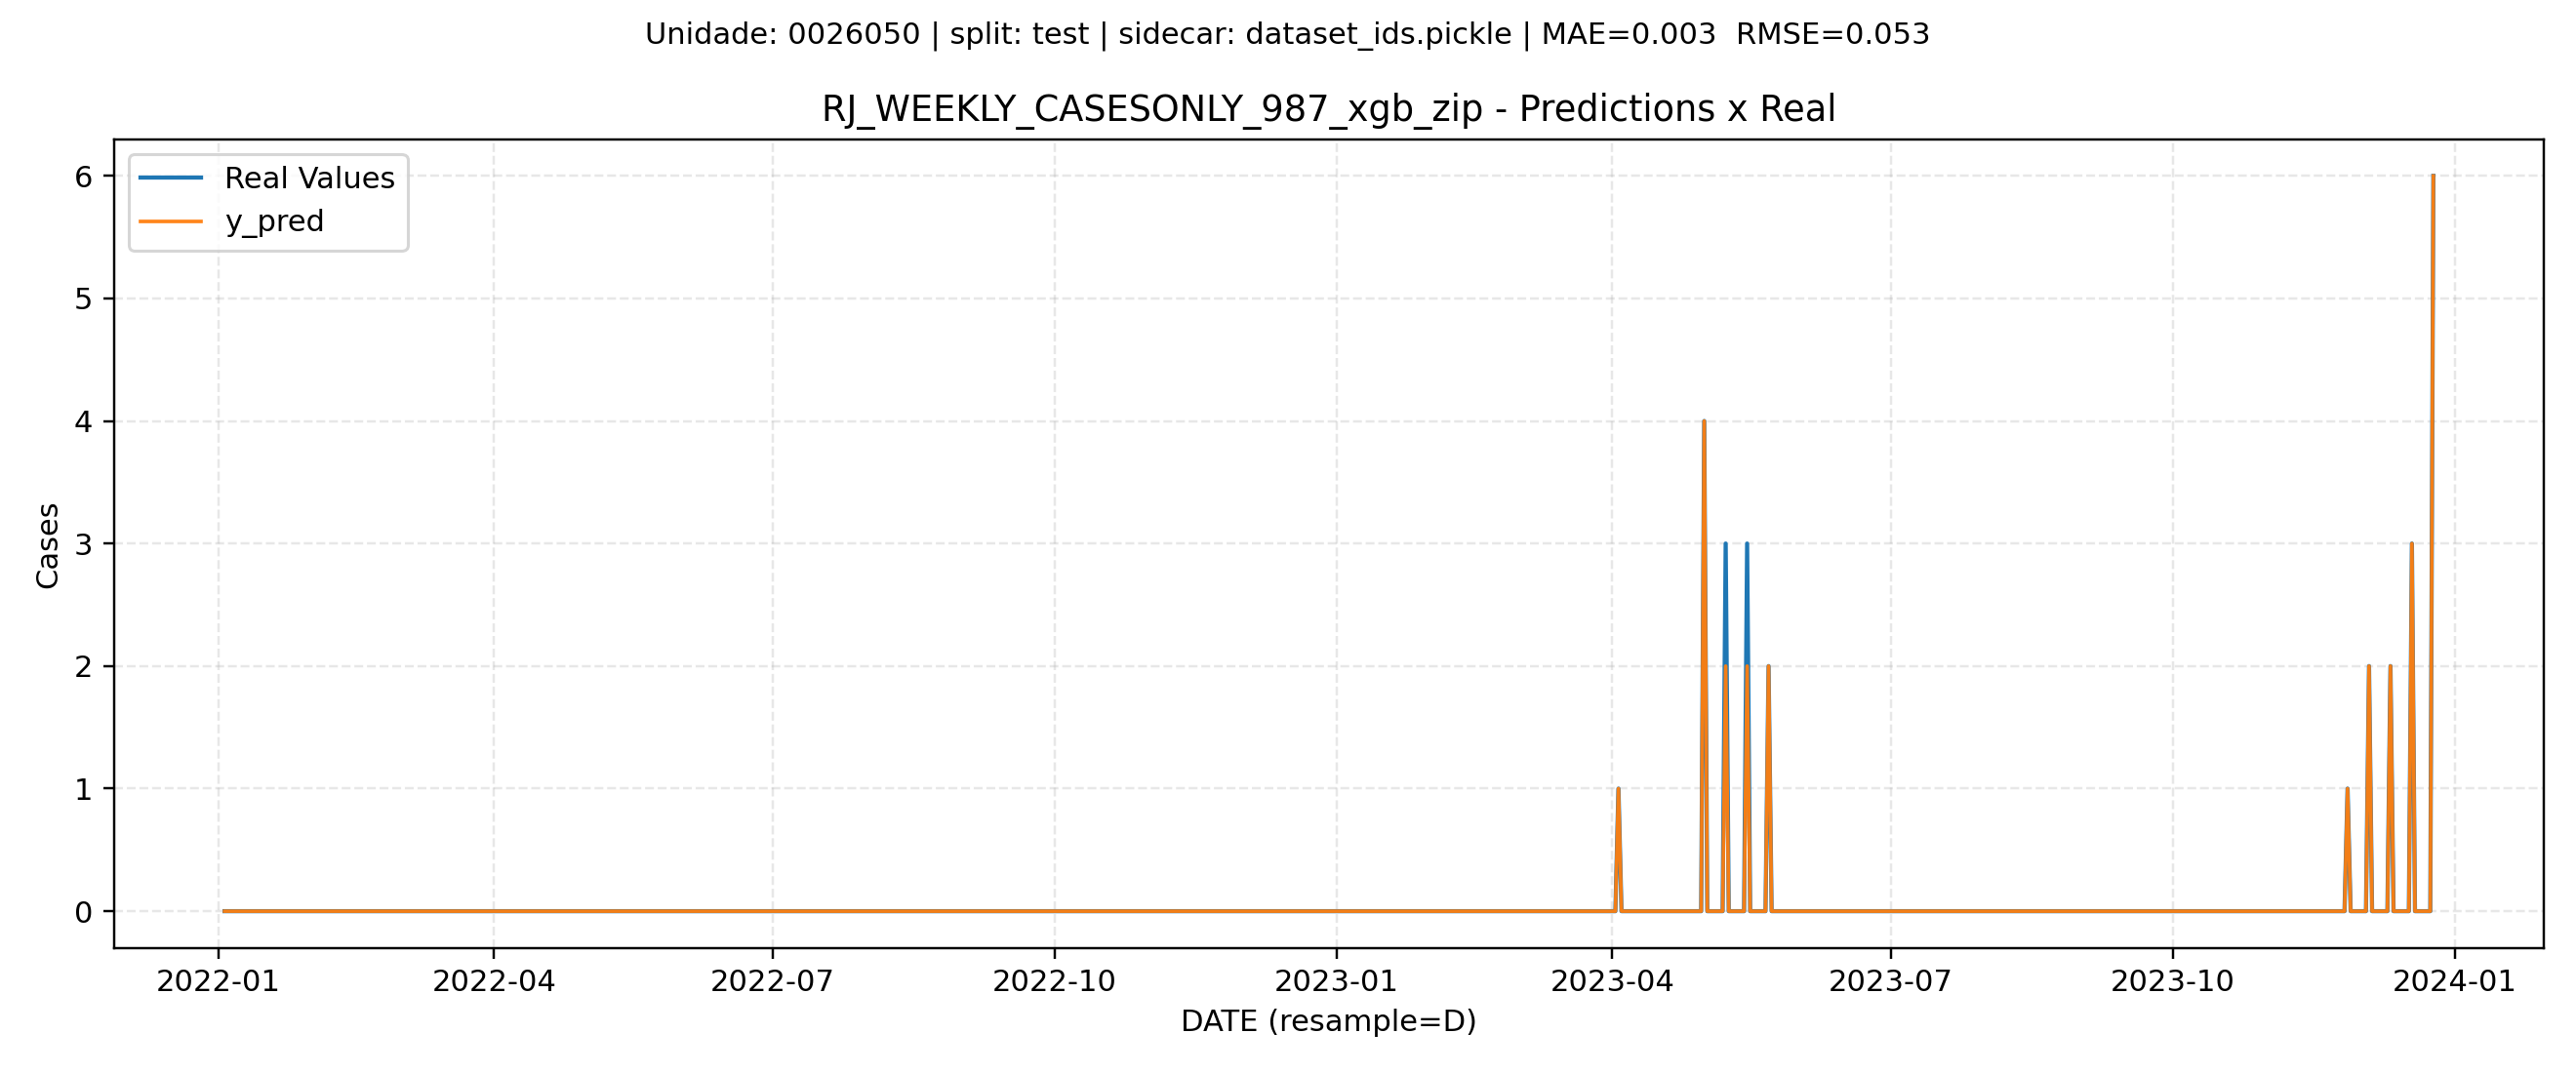 Unidade: 0026050 | split: test | sidecar: dataset_ids.pickle | MAE=0.003  RMSE=0.053
RJ_WEEKLY_CASESONLY_987_xgb_zip - Predictions x Real
Real Values
y_pred
6
5
4
3
2
1
0
Cases
2022-01
2022-04
2022-07
2022-10
2023-01
2023-04
2023-07
2023-10
2024-01
DATE (resample=D)